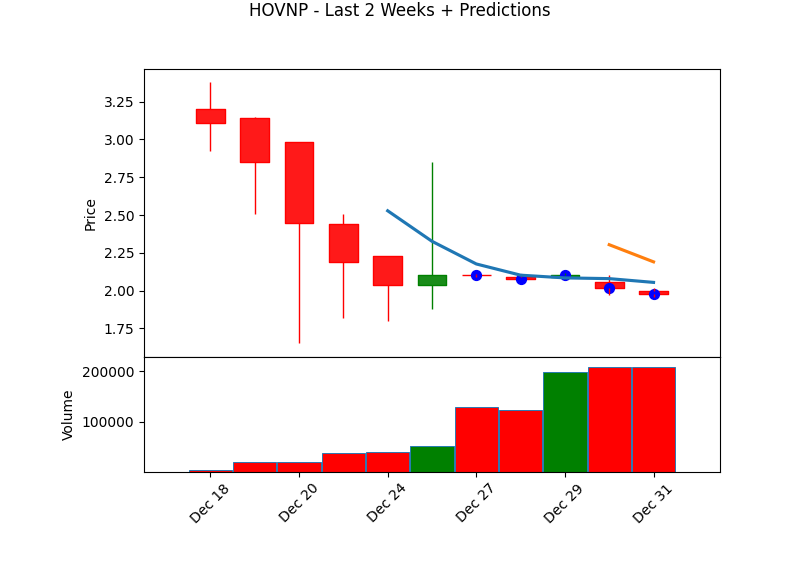 HOVNP - Last 2 Weeks + Predictions
3.25
3.00
2.75
2.50
2.25
2.00
1.75
Price
200000
100000
Volume
Dec 18
Dec 20
Dec 24
Dec 27
Dec 29
Dec 31